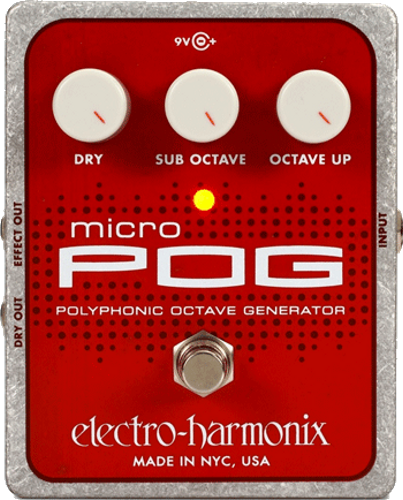 9V +
DRY SUB OCTAVE OCTAVE UP
EFFECT OUT
DRY OUT
INPUT
micro
POG
POLYPHONIC OCTAVE GENERATOR
electro-harmonix
MADE IN NYC, USA